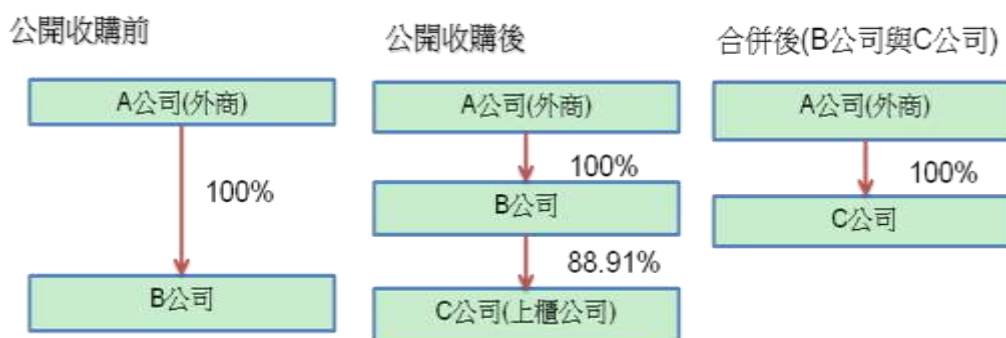 公開收購前
A公司(外商)
100%
B公司
公開收購後
A公司(外商)
100%
B公司
88.91%
C公司(上櫃公司)
合併後(B公司與C公司)
A公司(外商)
100%
C公司